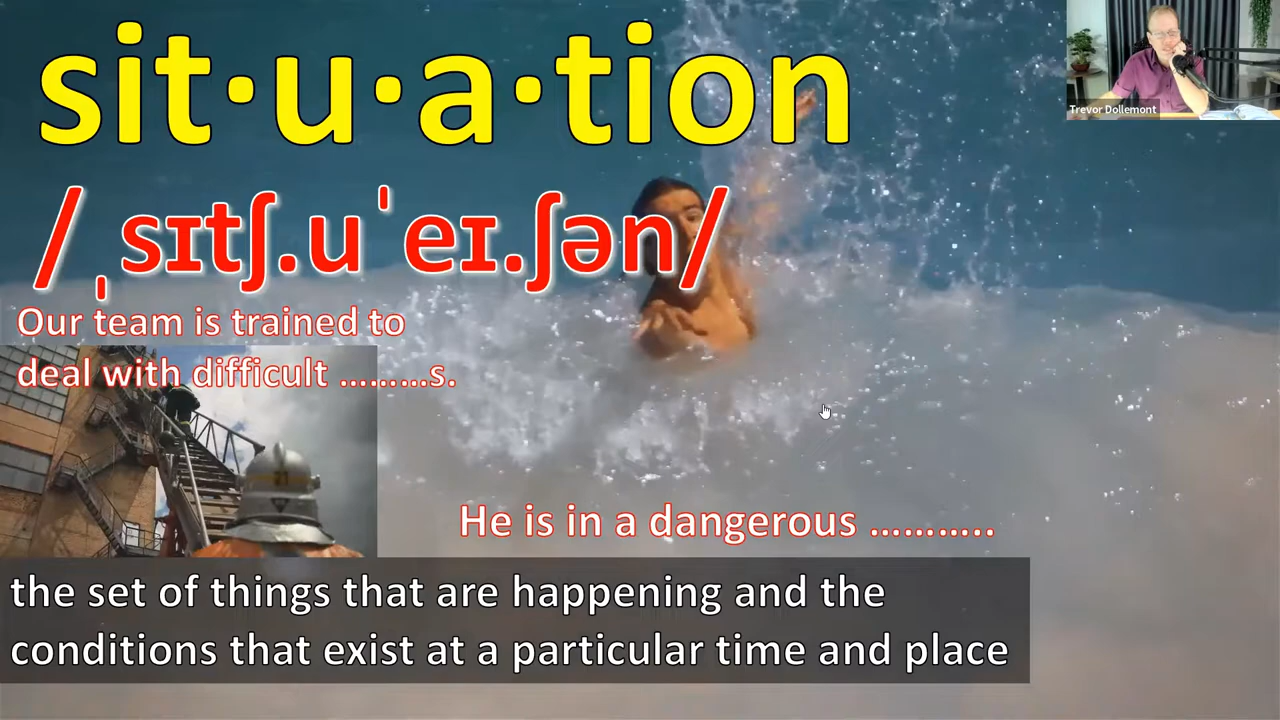 sit·u·a·tion
/ˌsɪtʃ.uˈeɪ.ʃən/
Trevor Dollemont
Our team is trained to
deal with difficult .........s.
He is in a dangerous ...........
the set of things that are happening and the
conditions that exist at a particular time and place